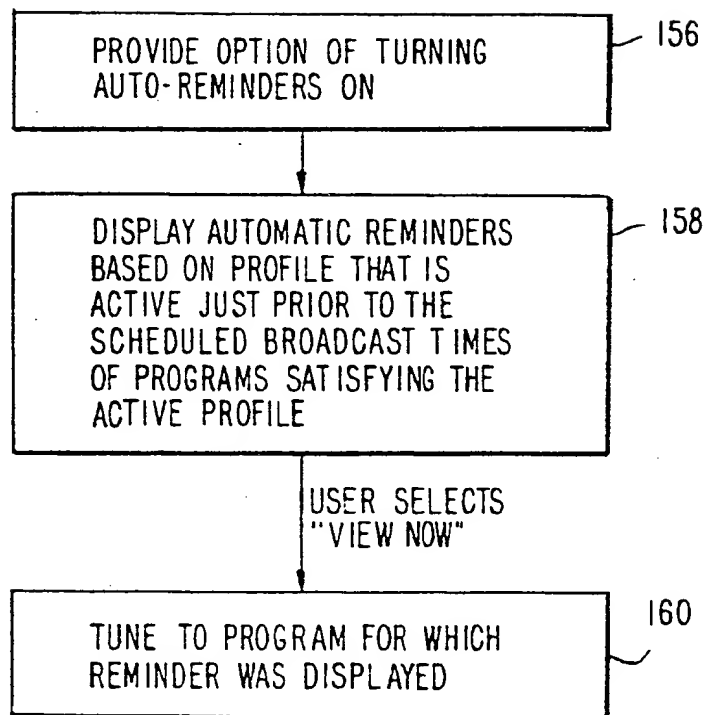 PROVIDE OPTION OF TURNING
AUTO-REMINDERS ON
156
DISPLAY AUTOMATIC REMINDERS
BASED ON PROFILE THAT IS
ACTIVE JUST PRIOR TO THE
SCHEDULED BROADCAST TIMES
OF PROGRAMS SATISFYING THE
ACTIVE PROFILE
158
USER SELECTS
"VIEW NOW"
TUNE TO PROGRAM FOR WHICH
REMINDER WAS DISPLAYED
160